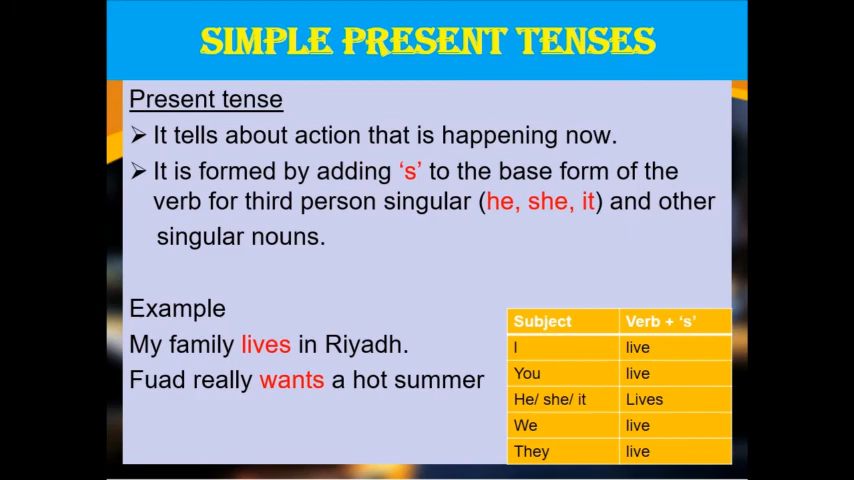 SIMPLE PRESENT TENSES
Present tense
➢ It tells about action that is happening now.
➢ It is formed by adding ‘s’ to the base form of the
verb for third person singular (he, she, it) and other
singular nouns.
Example
My family lives in Riyadh.
Fuad really wants a hot summer
Subject Verb + ‘s’
I live
You live
He/ she/ it Lives
We live
They live